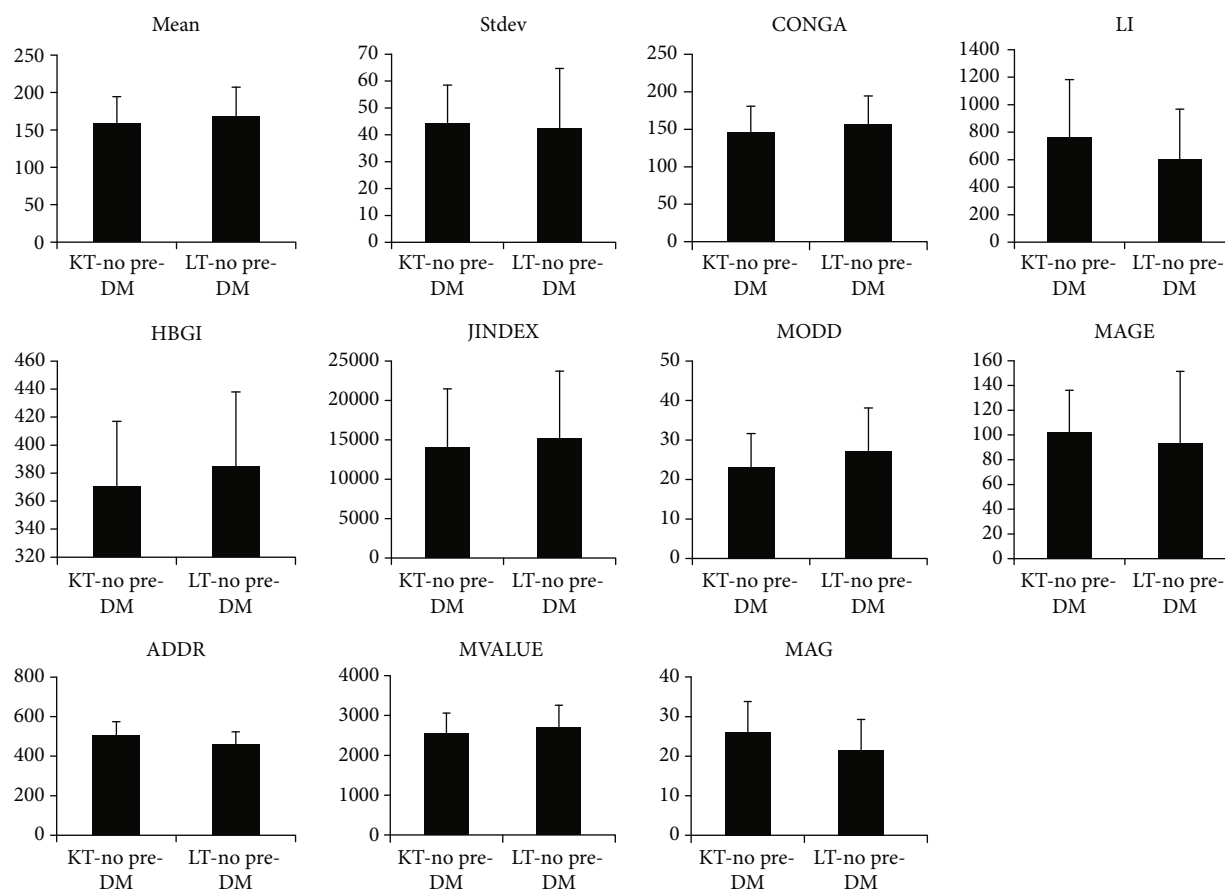 Mean
250
200
150
100
50
0
KT-no pre-
DM
LT-no pre-
DM
Stdev
70
60
50
40
30
20
10
0
KT-no pre-
DM
LT-no pre-
DM
CONGA
250
200
150
100
50
0
KT-no pre-
DM
LT-no pre-
DM
LI
1400
1200
1000
800
600
400
200
0
KT-no pre-
DM
LT-no pre-
DM
HBGI
460
440
420
400
380
360
340
320
KT-no pre-
DM
LT-no pre-
DM
JINDEX
25000
20000
15000
10000
5000
0
KT-no pre-
DM
LT-no pre-
DM
MODD
50
40
30
20
10
0
KT-no pre-
DM
LT-no pre-
DM
MAGE
160
140
120
100
80
60
40
20
0
KT-no pre-
DM
LT-no pre-
DM
ADDR
800
600
400
200
0
KT-no pre-
DM
LT-no pre-
DM
MVALUE
4000
3000
2000
1000
0
KT-no pre-
DM
LT-no pre-
DM
MAG
40
30
20
10
0
KT-no pre-
DM
LT-no pre-
DM